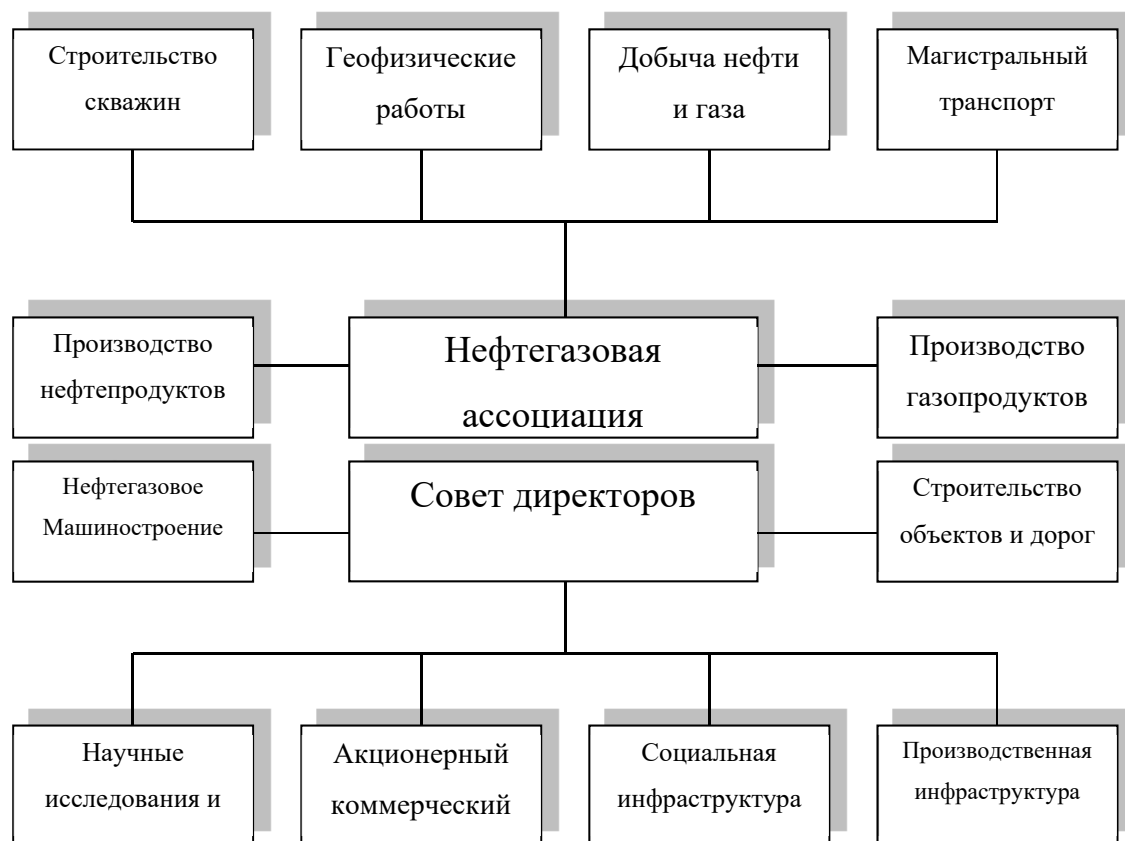 Строительство
скважин
Геофизические
работы
Добыча нефти
и газа
Магистральный
транспорт
Производство
нефтепродуктов
Нефтегазовая
ассоциация
Производство
газопродуктов
Нефтегазовое
Машиностроение
Совет директоров
Строительство
объектов и дорог
Научные
исследования и
Акционерный
коммерческий
Социальная
инфраструктура
Производственная
инфраструктура